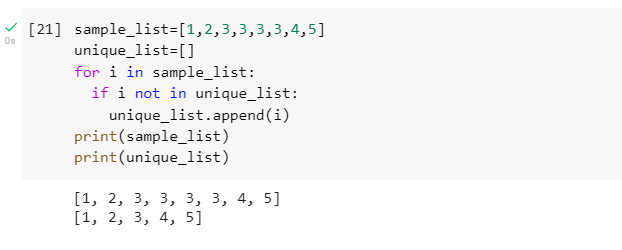 [21] sample_list=[1,2,3,3,3,3,4,5]
unique_list=[]
for i in sample_list:
  if i not in unique_list:
    unique_list.append(i)
print(sample_list)
print(unique_list)
0s
[1, 2, 3, 3, 3, 3, 4, 5]
[1, 2, 3, 4, 5]